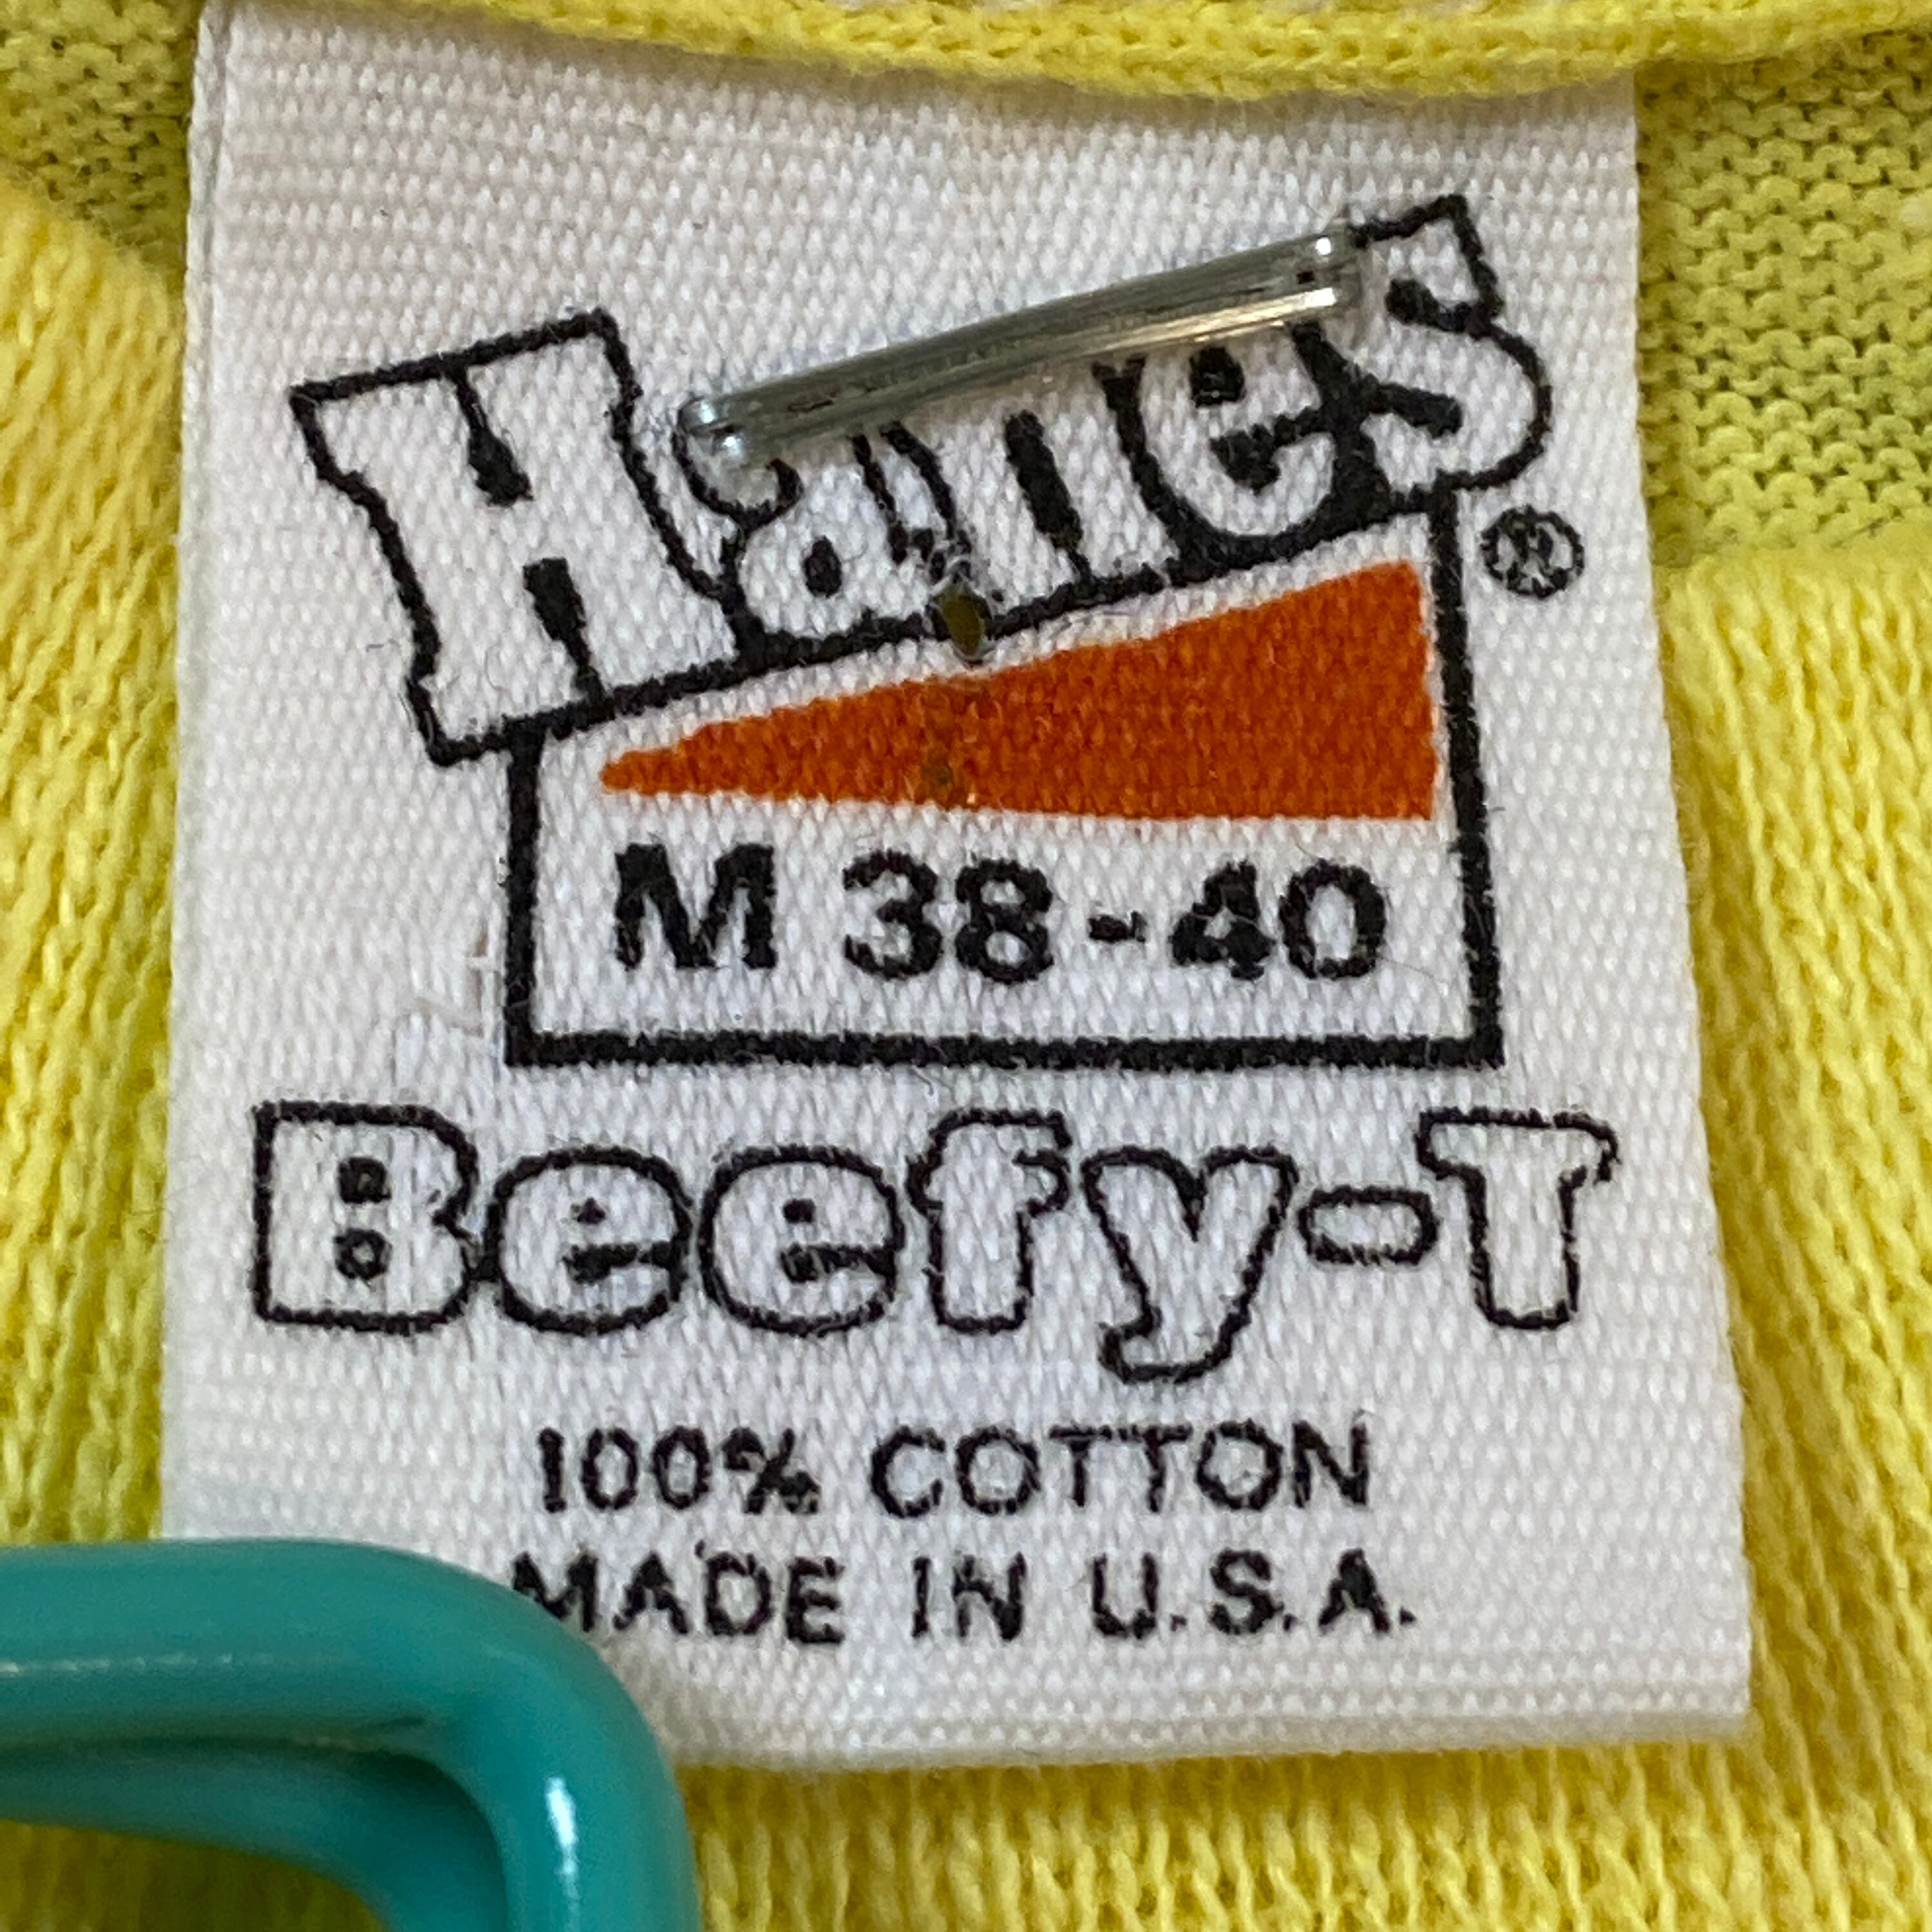 Hanes®
M 38-40
Beefy-T
100% COTTON
MADE IN U.S.A.